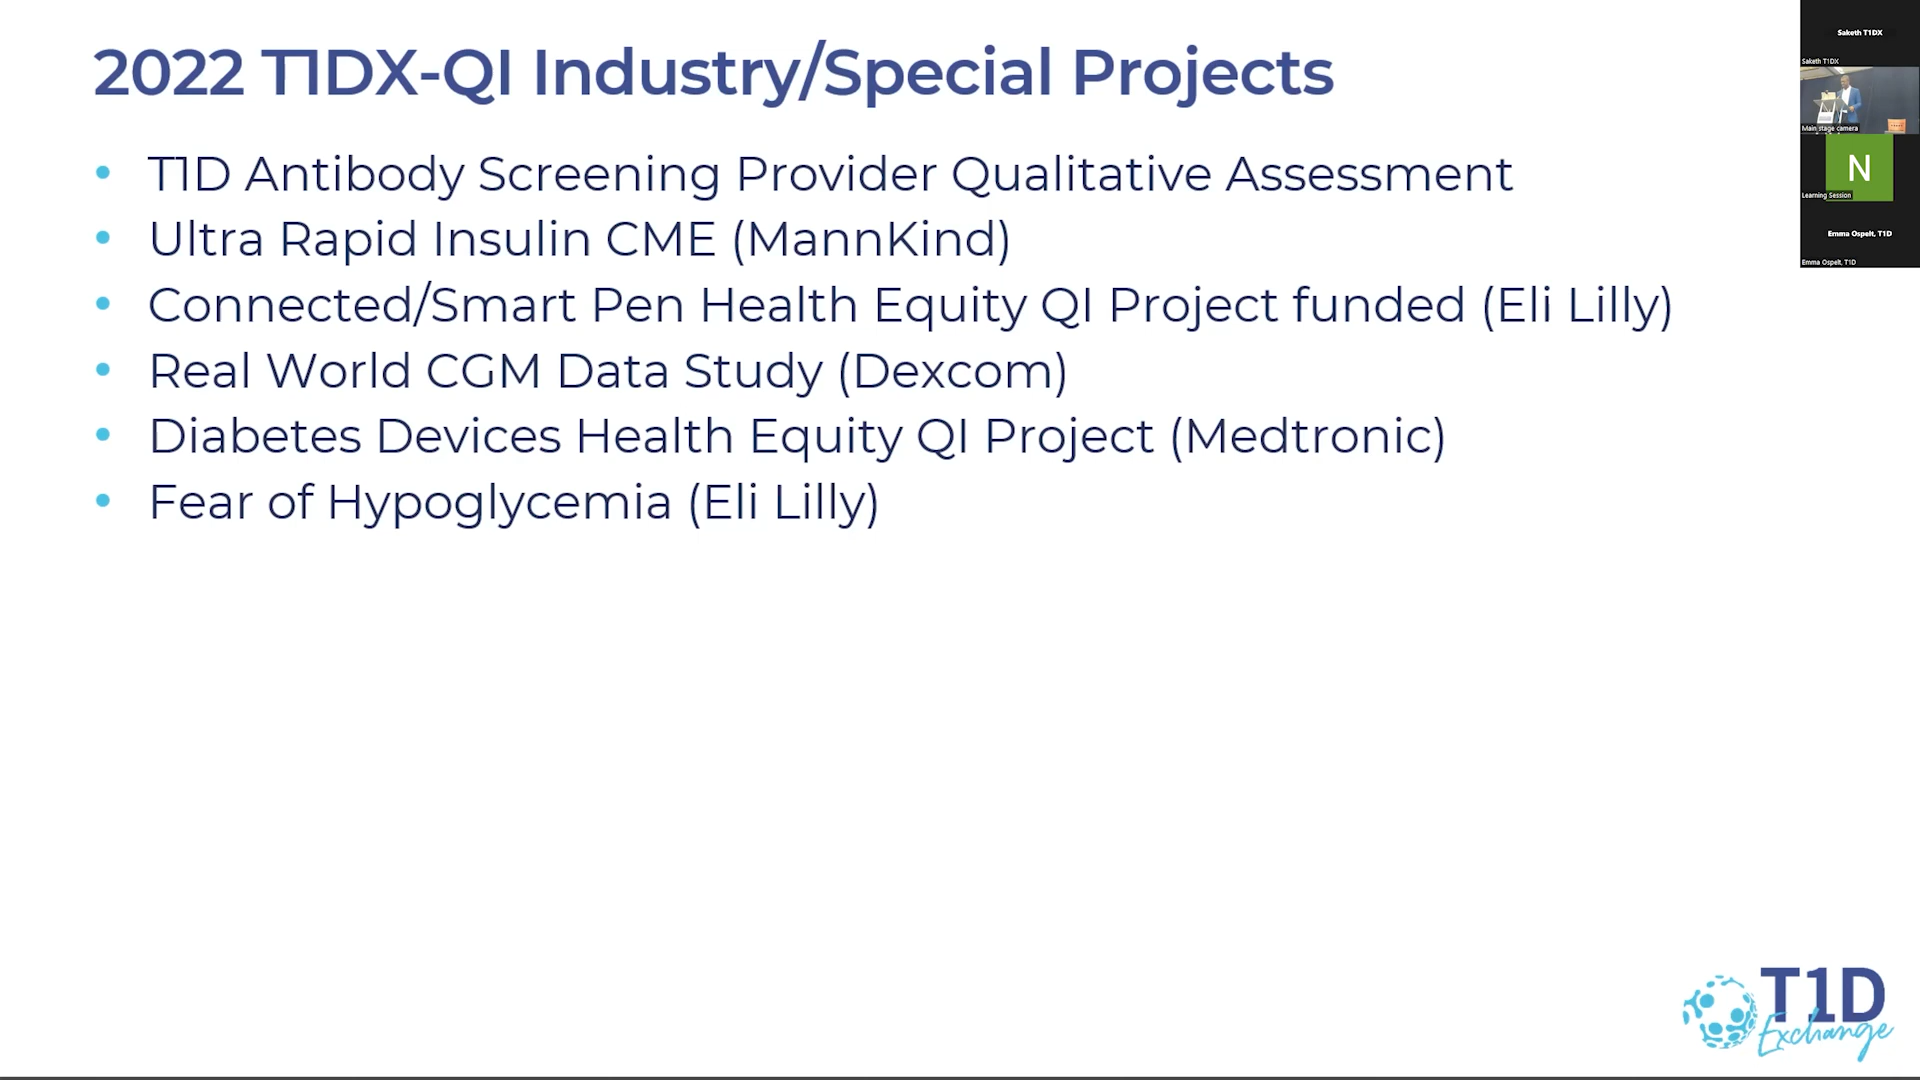 2022 T1DX-QI Industry/Special Projects
• T1D Antibody Screening Provider Qualitative Assessment
• Ultra Rapid Insulin CME (MannKind)
• Connected/Smart Pen Health Equity QI Project funded (Eli Lilly)
• Real World CGM Data Study (Dexcom)
• Diabetes Devices Health Equity QI Project (Medtronic)
• Fear of Hypoglycemia (Eli Lilly)
Saketh T1DX
Saketh T1DX
Main stage camera
N
Learning Session
Emma Ospelt, T1D
Emma Ospelt, T1D
T1D
Exchange